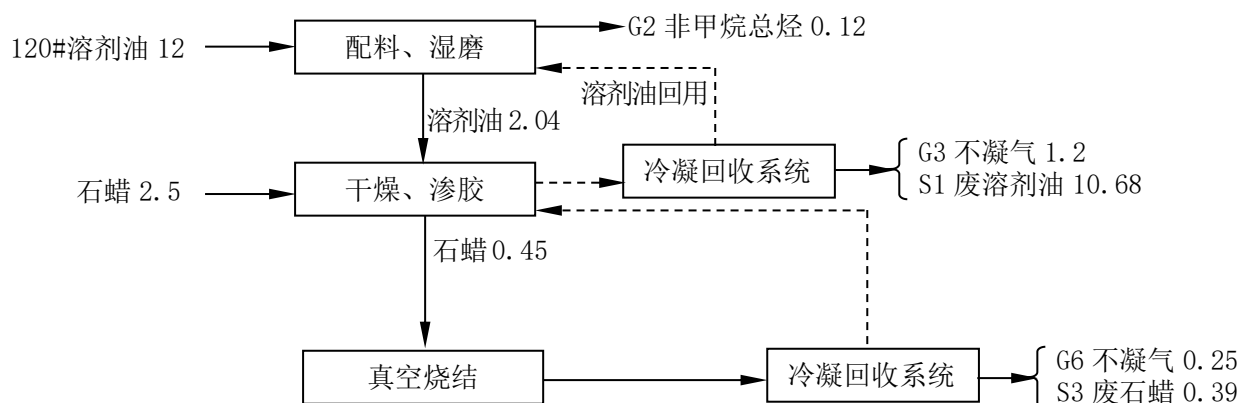 G2 非甲烷总烃 0.12
120#溶剂油 12
配料、湿磨
溶剂油回用
溶剂油 2.04
G3 不凝气 1.2
冷凝回收系统
S1 废溶剂油 10.68
石蜡 2.5
干燥、渗胶
石蜡 0.45
G6 不凝气 0.25
真空烧结
冷凝回收系统
S3 废石蜡 0.39